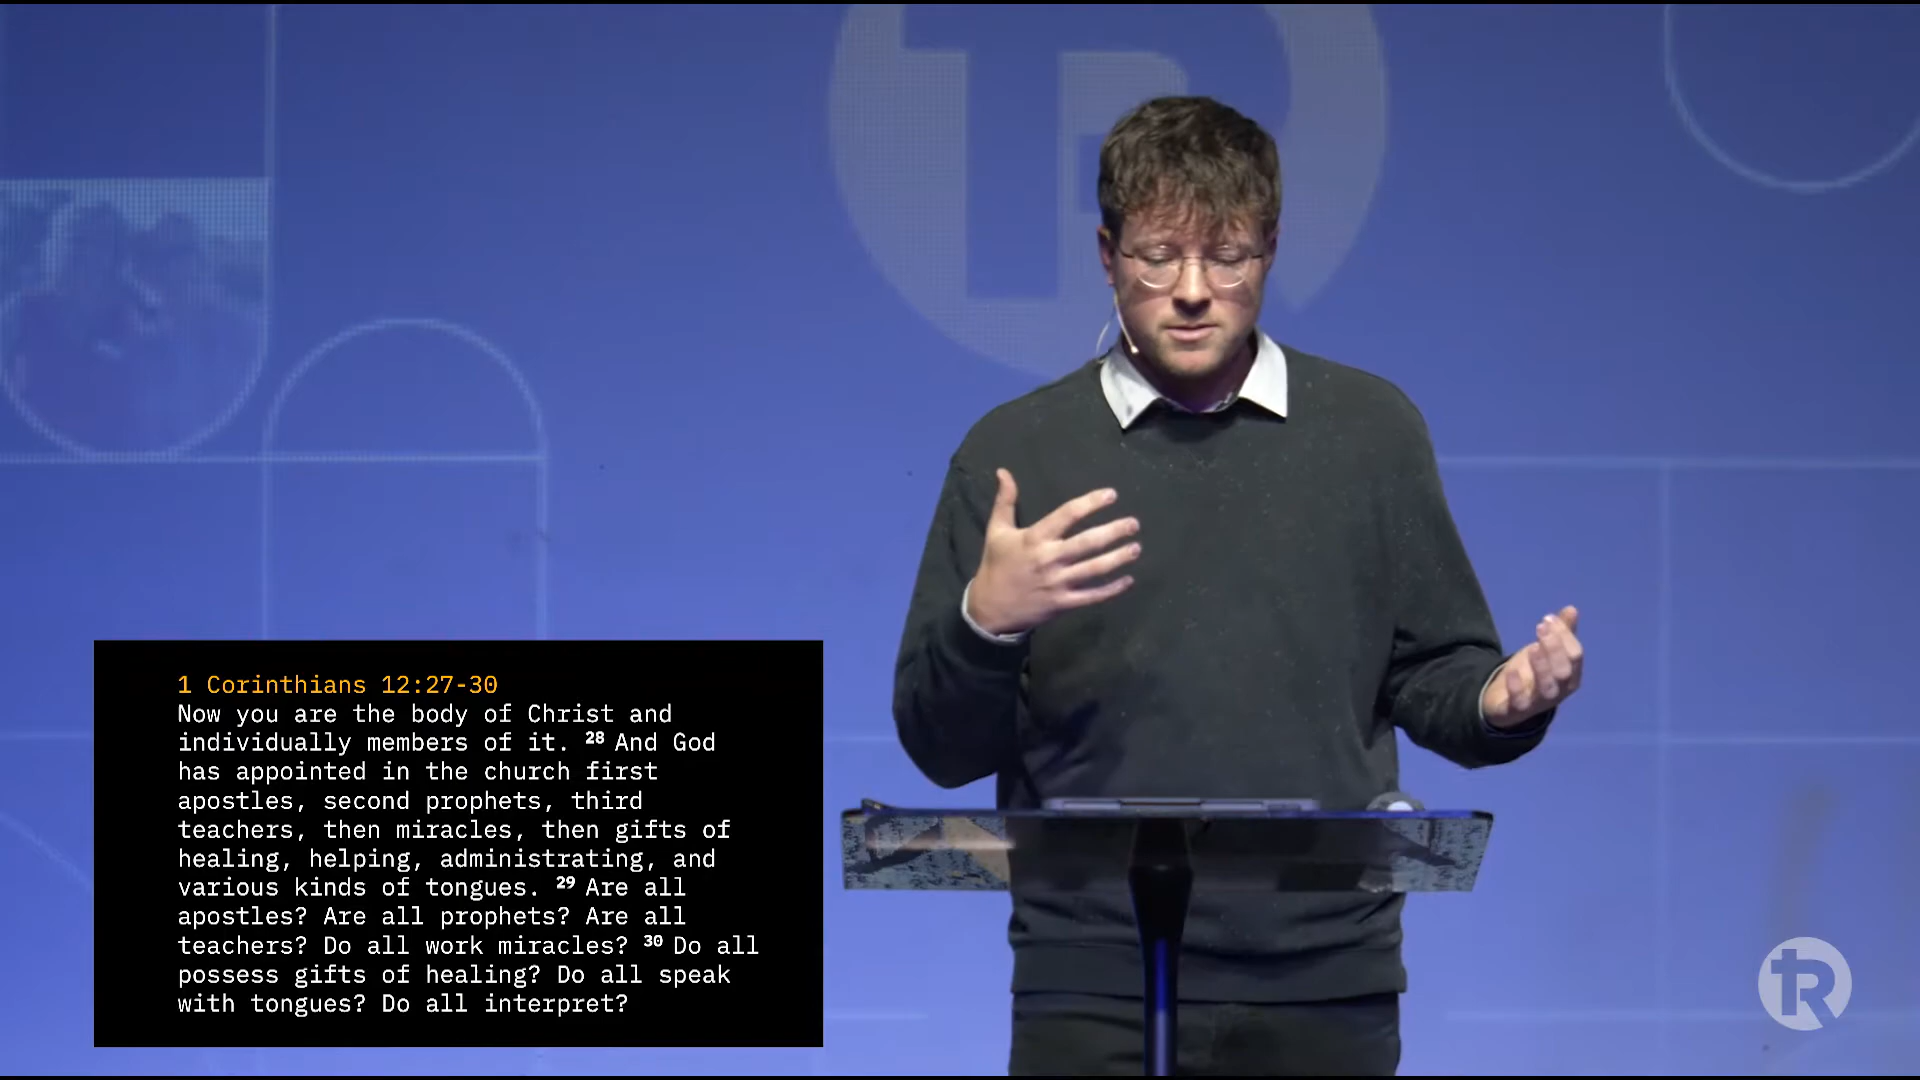 1 Corinthians 12:27-30
Now you are the body of Christ and
individually members of it. 28 And God
has appointed in the church first
apostles, second prophets, third
teachers, then miracles, then gifts of
healing, helping, administrating, and
various kinds of tongues. 29 Are all
apostles? Are all prophets? Are all
teachers? Do all work miracles? 30 Do all
possess gifts of healing? Do all speak
with tongues? Do all interpret?
R
R